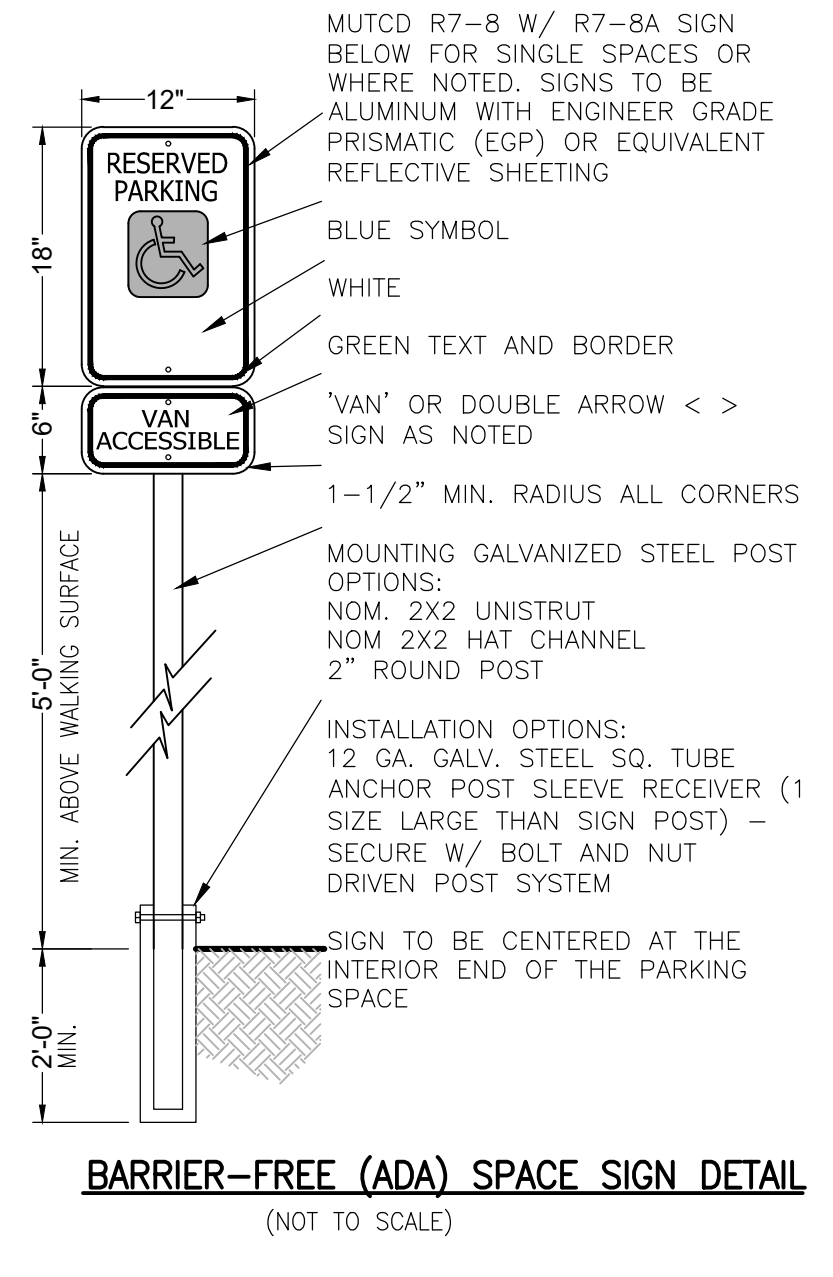 MUTCD R7-8 W/ R7-8A SIGN
BELOW FOR SINGLE SPACES OR
WHERE NOTED. SIGNS TO BE
ALUMINUM WITH ENGINEER GRADE
PRISMATIC (EGP) OR EQUIVALENT
REFLECTIVE SHEETING
12"
18"
RESERVED
PARKING
BLUE SYMBOL
WHITE
GREEN TEXT AND BORDER
6"
VAN
ACCESSIBLE
'VAN' OR DOUBLE ARROW < >
SIGN AS NOTED
1-1/2” MIN. RADIUS ALL CORNERS
5'-0"
MIN. ABOVE WALKING SURFACE
MOUNTING GALVANIZED STEEL POST
OPTIONS:
NOM. 2X2 UNISTRUT
NOM 2X2 HAT CHANNEL
2” ROUND POST
INSTALLATION OPTIONS:
12 GA. GALV. STEEL SQ. TUBE
ANCHOR POST SLEEVE RECEIVER (1
SIZE LARGE THAN SIGN POST) –
SECURE W/ BOLT AND NUT
DRIVEN POST SYSTEM
SIGN TO BE CENTERED AT THE
INTERIOR END OF THE PARKING
SPACE
2'-0"
MIN.
BARRIER-FREE (ADA) SPACE SIGN DETAIL
(NOT TO SCALE)